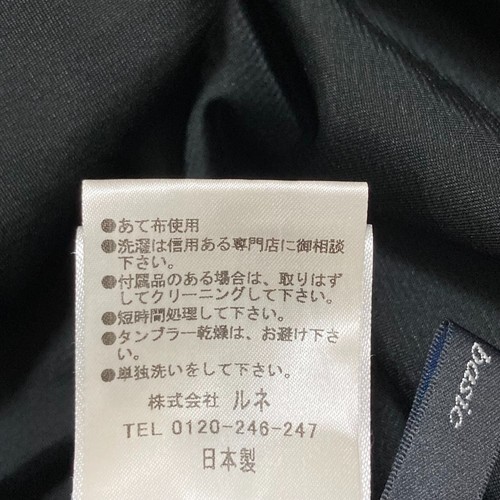 ●あて布使用
●洗濯は信用ある専門店に御相談
下さい。
●付属品のある場合は、取りはず
してクリーニングして下さい。
●短時間処理して下さい。
●タンブラー乾燥は、お避け下さ
い。
●単独洗いをして下さい。
株式会社 ルネ
TEL 0120-246-247
日本製
basic